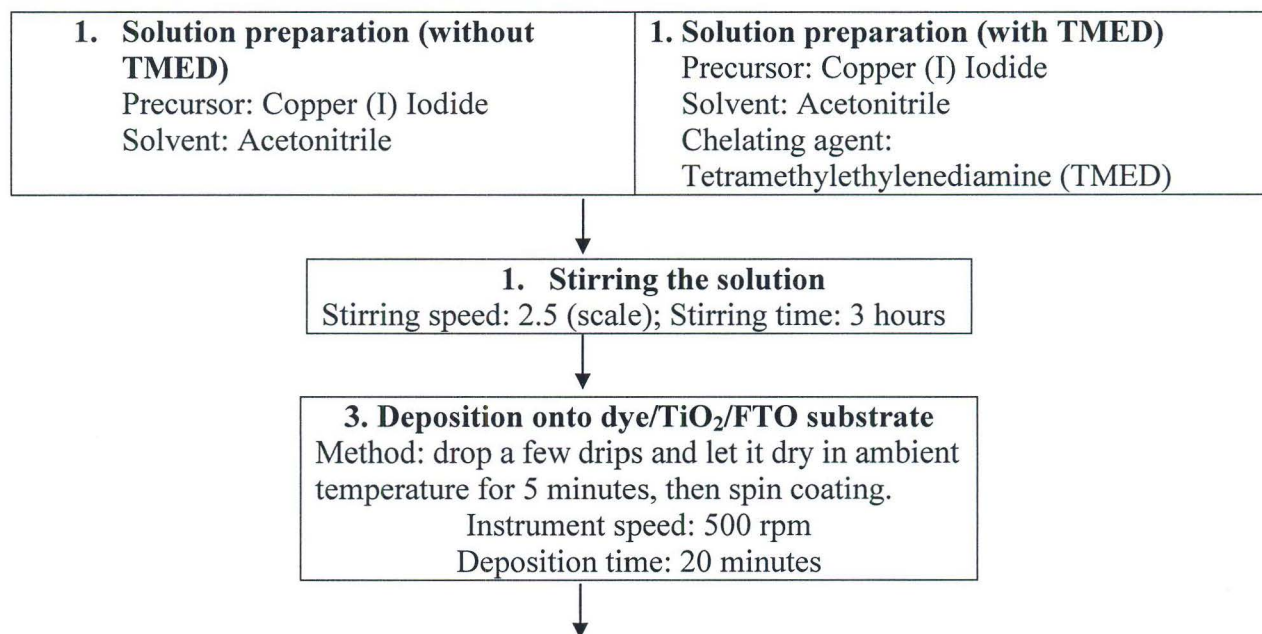 1. Solution preparation (without
TMED)
Precursor: Copper (I) Iodide
Solvent: Acetonitrile
1. Solution preparation (with TMED)
Precursor: Copper (I) Iodide
Solvent: Acetonitrile
Chelating agent:
Tetramethylethylenediamine (TMED)
1. Stirring the solution
Stirring speed: 2.5 (scale); Stirring time: 3 hours
3. Deposition onto dye/TiO₂/FTO substrate
Method: drop a few drips and let it dry in ambient
temperature for 5 minutes, then spin coating.
Instrument speed: 500 rpm
Deposition time: 20 minutes